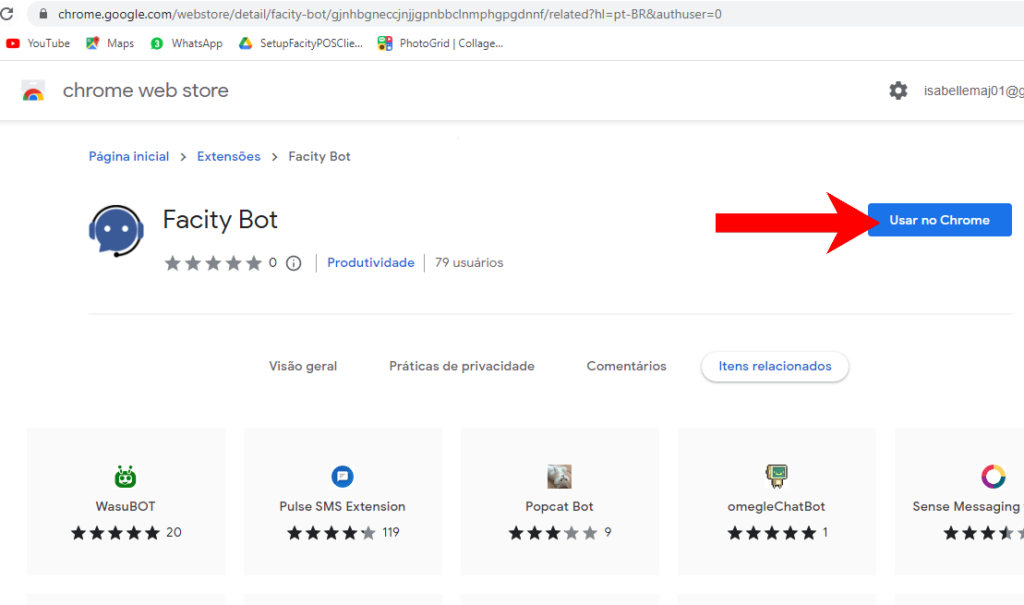 chrome.google.com/webstore/detail/facity-bot/gjnhbgneccjnjjgpnbbclnmphgpgdnnf/related?hl=pt-BR&authuser=0
YouTube Maps WhatsApp SetupFacityPOSClie... PhotoGrid | Collage...
chrome web store isabellemaj01@g
Página inicial > Extensões > Facity Bot
Facity Bot
Usar no Chrome
0 Produtividade 79 usuários
Visão geral Práticas de privacidade Comentários Itens relacionados
WasuBOT Pulse SMS Extension Popcat Bot omegleChatBot Sense Messaging
20 119 9 1